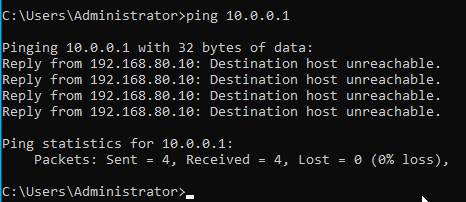 C:\Users\Administrator>ping 10.0.0.1
Pinging 10.0.0.1 with 32 bytes of data:
Reply from 192.168.80.10: Destination host unreachable.
Reply from 192.168.80.10: Destination host unreachable.
Reply from 192.168.80.10: Destination host unreachable.
Reply from 192.168.80.10: Destination host unreachable.
Ping statistics for 10.0.0.1:
    Packets: Sent = 4, Received = 4, Lost = 0 (0% loss),
C:\Users\Administrator>